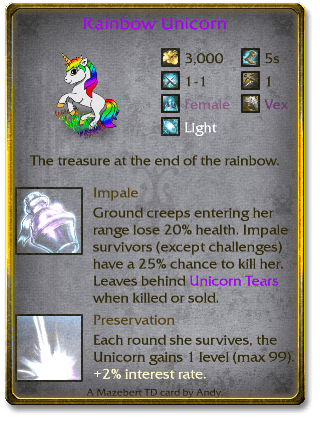 Rainbow Unicorn
3,000 5s
1-1 1
Female Vex
Light
The treasure at the end of the rainbow.
Impale
Ground creeps entering her
range lose 20% health. Impale
survivors (except challenges)
have a 25% chance to kill her.
Leaves behind Unicorn Tears
when killed or sold.
Preservation
Each round she survives, the
Unicorn gains 1 level (max 99).
+2% interest rate.
A Mazebert TD card by Andy...